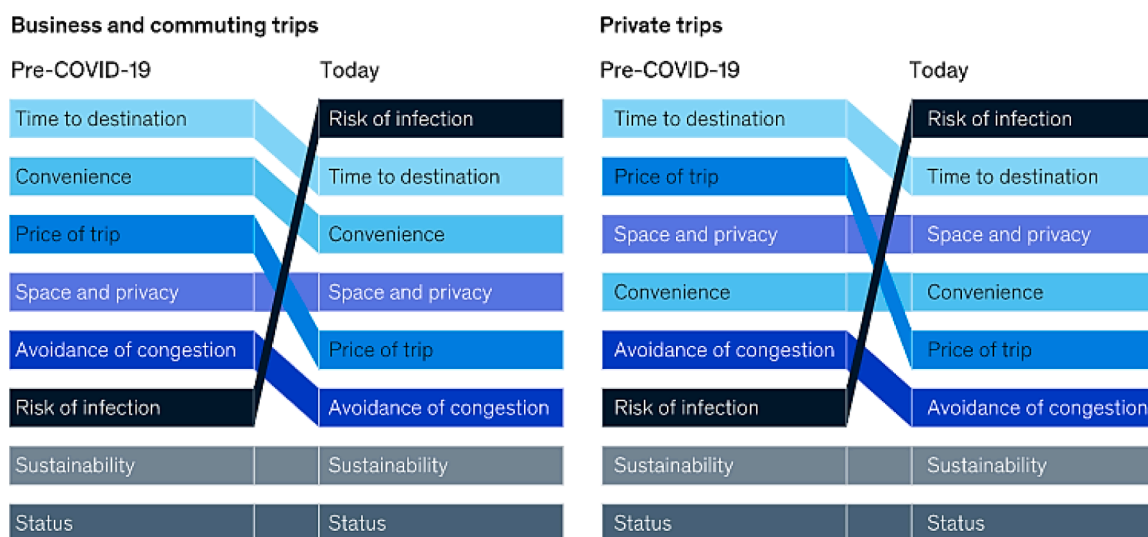 Business and commuting trips
Private trips
Pre-COVID-19
Today
Pre-COVID-19
Today
Time to destination
Risk of infection
Time to destination
Risk of infection
Convenience
Time to destination
Price of trip
Time to destination
Price of trip
Convenience
Space and privacy
Space and privacy
Space and privacy
Space and privacy
Convenience
Convenience
Avoidance of congestion
Price of trip
Avoidance of congestion
Price of trip
Risk of infection
Avoidance of congestion
Risk of infection
Avoidance of congestion
Sustainability
Sustainability
Sustainability
Sustainability
Status
Status
Status
Status